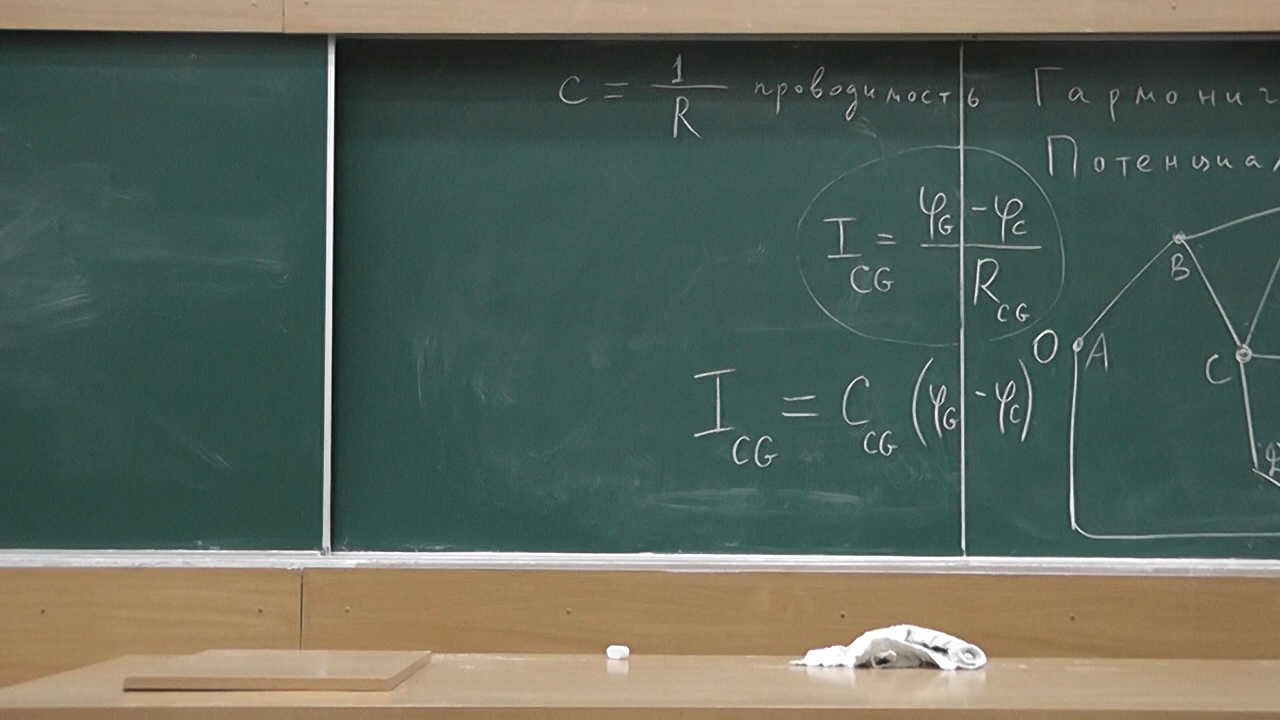 C = 1/R проводимость
Гармонич
Потенциал
I_CG = (φ_G - φ_C)/R_CG
I_CG = C_CG (φ_G - φ_C)
B
O A
C